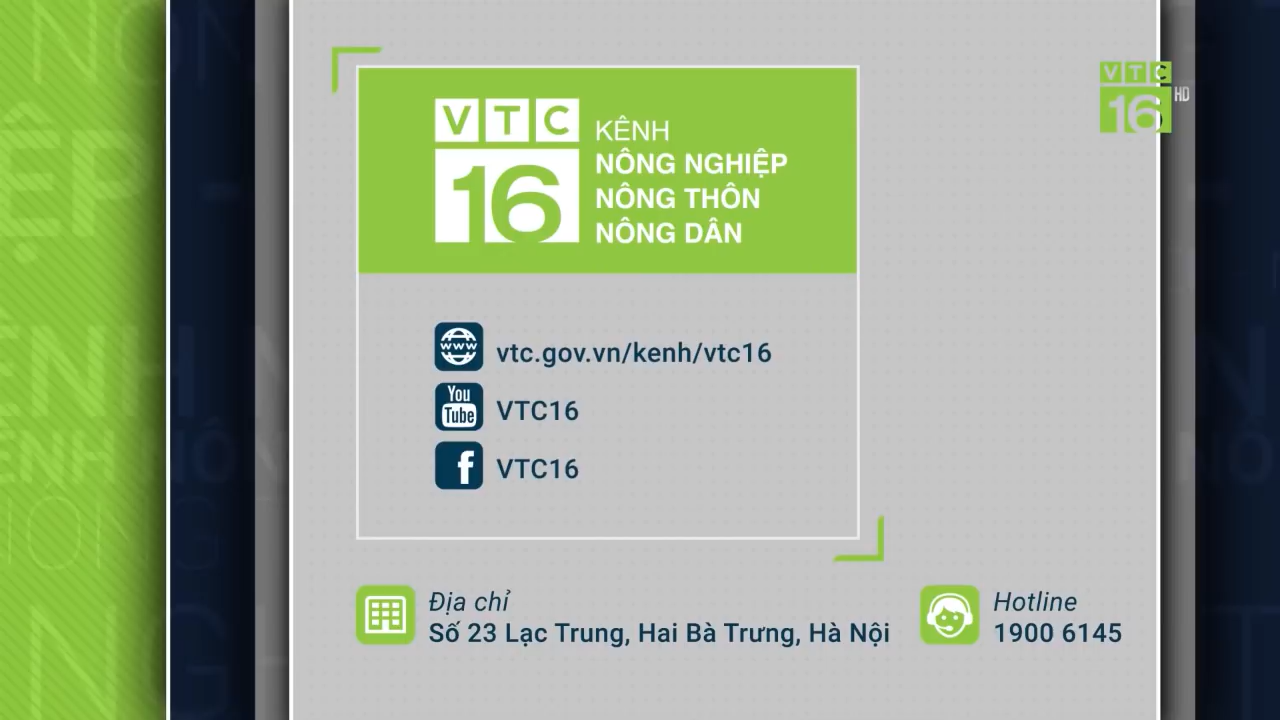 VTC
16
KÊNH
NÔNG NGHIỆP
NÔNG THÔN
NÔNG DÂN
VTC
16 HD
www
vtc.gov.vn/kenh/vtc16
You
Tube
VTC16
f
VTC16
Địa chỉ
Số 23 Lạc Trung, Hai Bà Trưng, Hà Nội
Hotline
1900 6145